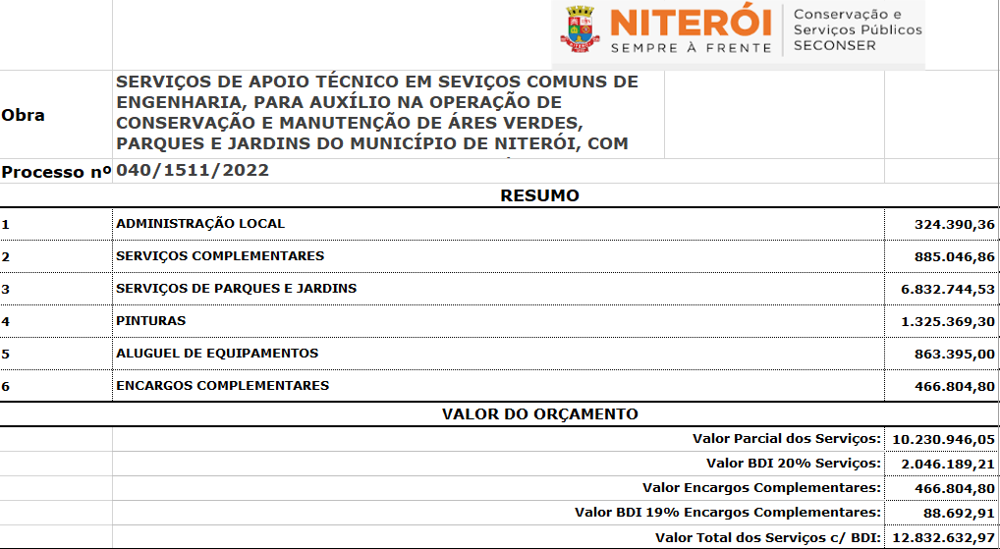 NITERÓI
SEMPRE À FRENTE
Conservação e
Serviços Públicos
SECONSER
Obra
SERVIÇOS DE APOIO TÉCNICO EM SEVIÇOS COMUNS DE
ENGENHARIA, PARA AUXÍLIO NA OPERAÇÃO DE
CONSERVAÇÃO E MANUTENÇÃO DE ÁRES VERDES,
PARQUES E JARDINS DO MUNICÍPIO DE NITERÓI, COM
Processo nº 040/1511/2022
RESUMO
1 ADMINISTRAÇÃO LOCAL 324.390,36
2 SERVIÇOS COMPLEMENTARES 885.046,86
3 SERVIÇOS DE PARQUES E JARDINS 6.832.744,53
4 PINTURAS 1.325.369,30
5 ALUGUEL DE EQUIPAMENTOS 863.395,00
6 ENCARGOS COMPLEMENTARES 466.804,80
VALOR DO ORÇAMENTO
Valor Parcial dos Serviços: 10.230.946,05
Valor BDI 20% Serviços: 2.046.189,21
Valor Encargos Complementares: 466.804,80
Valor BDI 19% Encargos Complementares: 88.692,91
Valor Total dos Serviços c/ BDI: 12.832.632,97